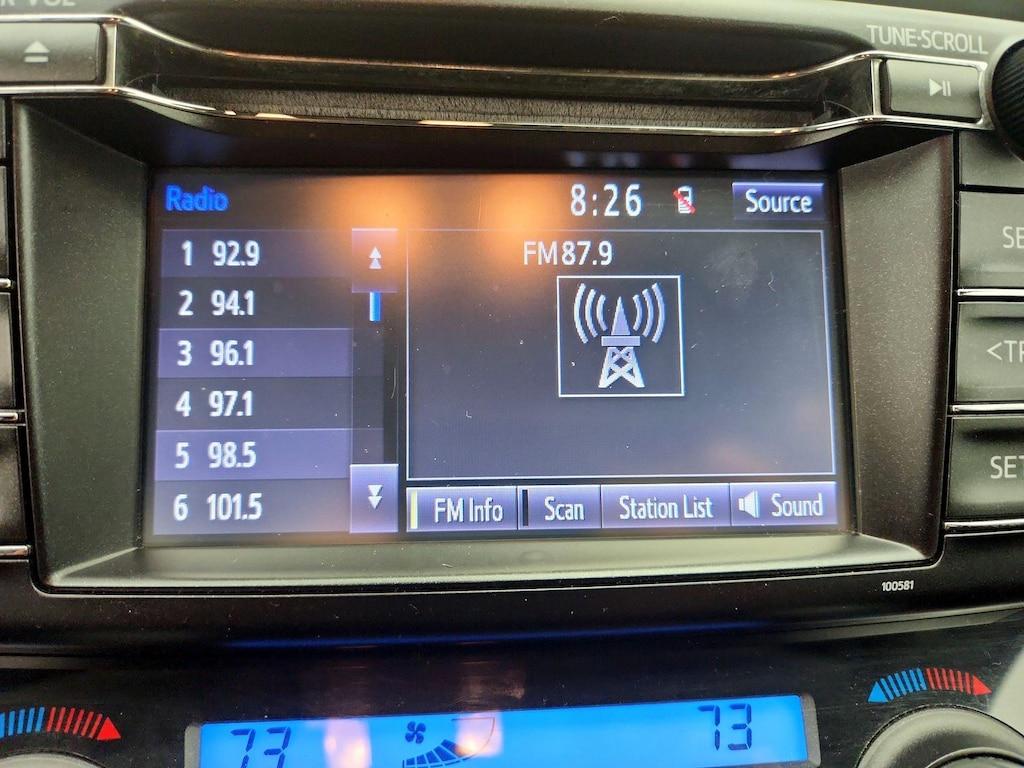 TUNE·SCROLL
Radio 8:26 Source
FM 87.9
1 92.9
2 94.1
3 96.1
4 97.1
5 98.5
6 101.5
FM Info Scan Station List Sound
100581
73 73